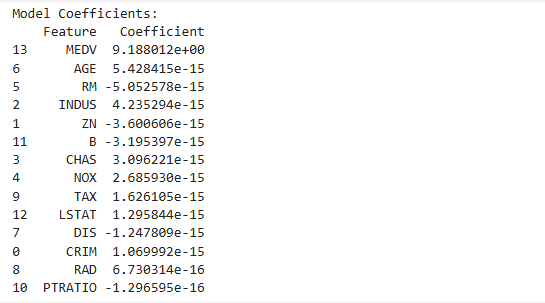 Model Coefficients:
Feature Coefficient
13 MEDV 9.188012e+00
6 AGE 5.428415e-15
5 RM -5.052578e-15
2 INDUS 4.235294e-15
1 ZN -3.600606e-15
11 B -3.195397e-15
3 CHAS 3.096221e-15
4 NOX 2.685930e-15
9 TAX 1.626105e-15
12 LSTAT 1.295844e-15
7 DIS -1.247809e-15
0 CRIM 1.069992e-15
8 RAD 6.730314e-16
10 PTRATIO -1.296595e-16